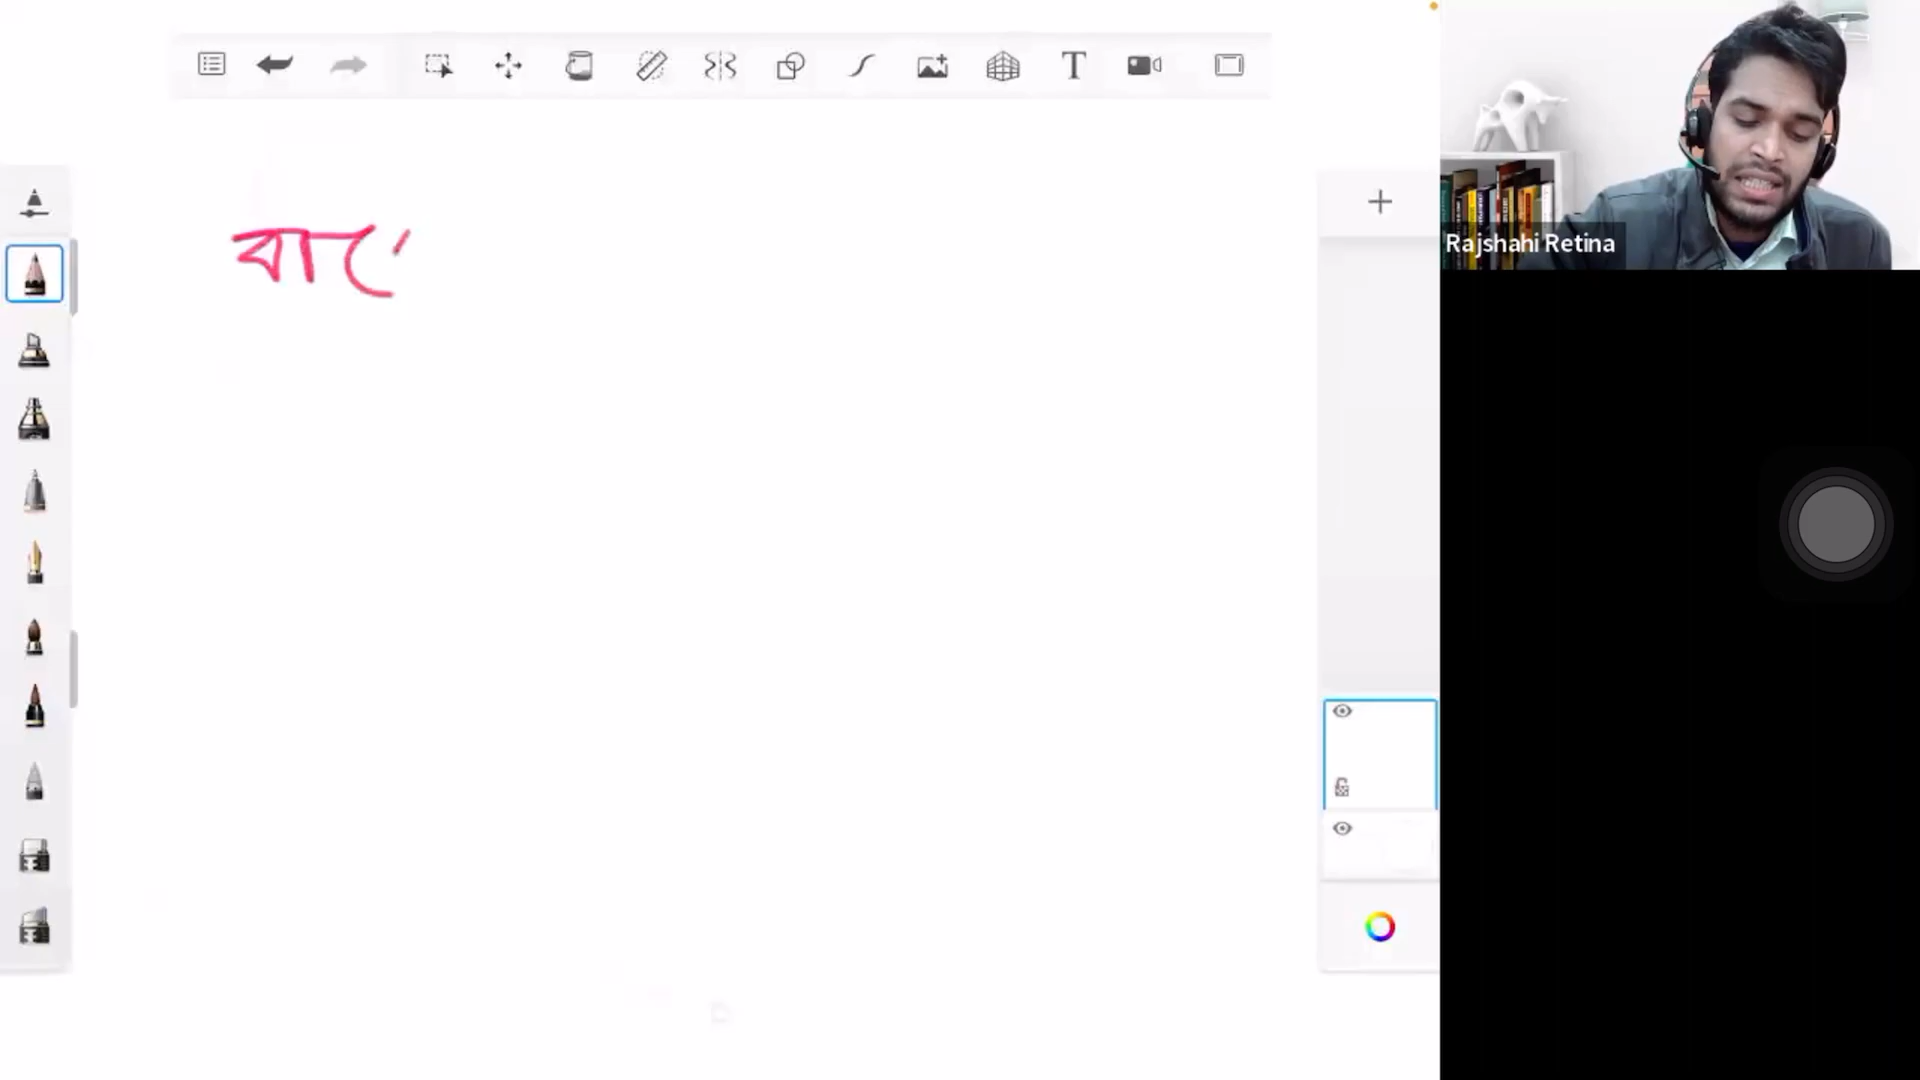 বাং
Rajshahi Retina